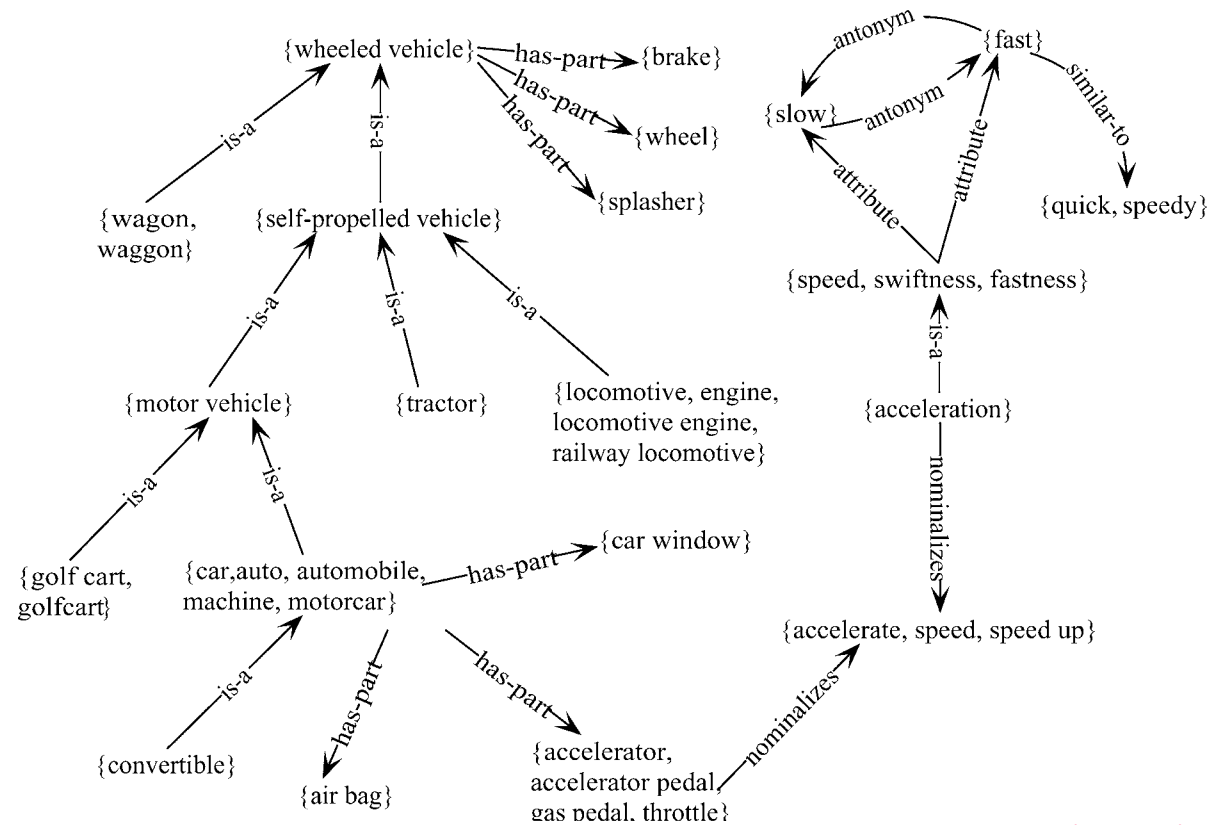 antonym
{fast}
{wheeled vehicle}
has-part
{brake}
has-part
similar-to
{slow}
antonym
is-a
is-a
has-part
{wheel}
attribute
attribute
{splasher}
{quick, speedy}
{wagon,
waggon}
{self-propelled vehicle}
{speed, swiftness, fastness}
is-a
is-a
is-a
is-a
{motor vehicle}
{tractor}
{locomotive, engine,
locomotive engine,
railway locomotive}
{acceleration}
is-a
is-a
nominalizes
{golf cart,
golfcart}
{car,auto, automobile,
machine, motorcar}
has-part
{car window}
{accelerate, speed, speed up}
is-a
has-part
has-part
nominalizes
{convertible}
{air bag}
{accelerator,
accelerator pedal,
gas pedal, throttle}